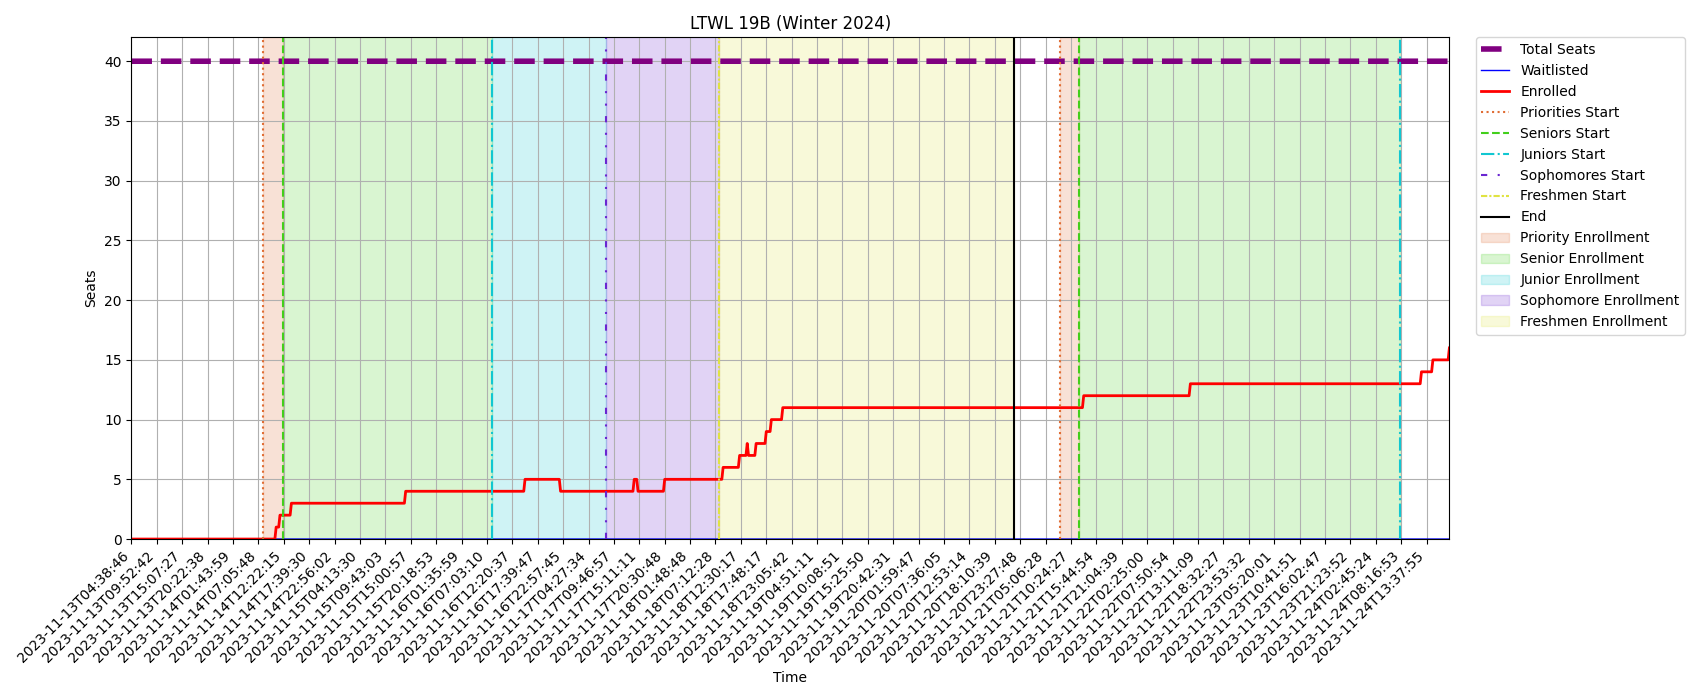 LTWL 19B (Winter 2024)
Seats
40
35
30
25
20
15
10
5
0
2023-11-13T04:38:46
2023-11-13T09:52:42
2023-11-13T15:07:27
2023-11-13T20:22:38
2023-11-14T01:43:59
2023-11-14T07:05:48
2023-11-14T12:22:15
2023-11-14T17:39:30
2023-11-14T22:56:02
2023-11-15T04:13:30
2023-11-15T09:43:03
2023-11-15T15:00:57
2023-11-15T20:18:53
2023-11-16T01:35:59
2023-11-16T07:03:10
2023-11-16T12:20:37
2023-11-16T17:39:47
2023-11-16T22:57:45
2023-11-17T04:27:34
2023-11-17T09:46:57
2023-11-17T15:11:11
2023-11-17T20:30:48
2023-11-18T01:48:48
2023-11-18T07:12:28
2023-11-18T12:30:17
2023-11-18T17:48:17
2023-11-18T23:05:42
2023-11-19T04:51:11
2023-11-19T10:08:51
2023-11-19T15:25:50
2023-11-19T20:42:31
2023-11-20T01:59:47
2023-11-20T07:36:05
2023-11-20T12:53:14
2023-11-20T18:10:39
2023-11-20T23:27:48
2023-11-21T05:06:28
2023-11-21T10:24:27
2023-11-21T15:44:54
2023-11-21T21:04:39
2023-11-22T02:25:00
2023-11-22T07:50:54
2023-11-22T13:11:09
2023-11-22T18:32:27
2023-11-22T23:53:32
2023-11-23T05:20:01
2023-11-23T10:41:51
2023-11-23T16:02:47
2023-11-23T21:23:52
2023-11-24T02:45:24
2023-11-24T08:16:53
2023-11-24T13:37:55
Time
Total Seats
Waitlisted
Enrolled
Priorities Start
Seniors Start
Juniors Start
Sophomores Start
Freshmen Start
End
Priority Enrollment
Senior Enrollment
Junior Enrollment
Sophomore Enrollment
Freshmen Enrollment